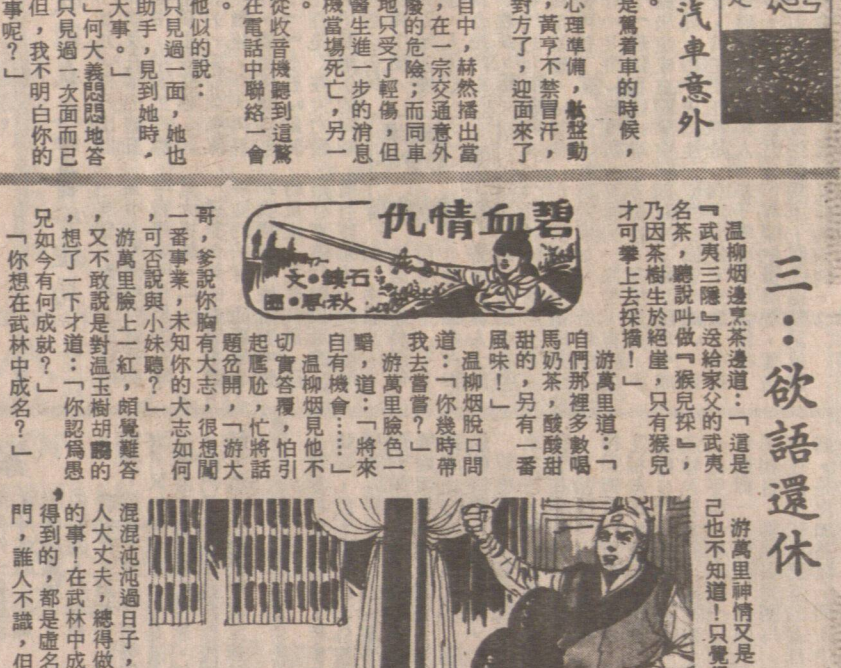 汽車意外
是駕着車的時候，
。
心理準備，軚盤動
，黃亨不禁冒汗，
對方了，迎面來了
目中，赫然播出當
，在一宗交通意外
廢的危險；而同車
地只受了輕傷，但
醫生進一步的消息
機當場死亡，另一
。
從收音機聽到這驚
在電話中聯絡一會
。
他似的說：
只見過一面，她也
助手，見到她時，
大事。」
」何大義悶悶地答
只見過一次面而已
但，我不明白你的
事呢？」
碧血情仇
石鎮•文
秋恩•圖
三：欲語還休
溫柳烟邊烹茶邊道：「這是
『武夷三隱』送給家父的武夷
名茶，聽說叫做『猴兒採』，
乃因茶樹生於絕崖，只有猴兒
才可攀上去採摘！」
游萬里道：「
咱們那裡多數喝
馬奶茶，酸酸甜
甜的，另有一番
風味！」
溫柳烟脫口問
道：「你幾時帶
我去嘗嘗？」
游萬里臉色一
黯，道：「將來
自有機會……」
溫柳烟見他不
切實答覆，怕引
起尷尬，忙將話
題岔開，「游大
哥，爹說你胸有大志，很想闖
一番事業，未知你的大志如何
，可否說與小妹聽？」
游萬里臉上一紅，頗覺難答
，又不敢說是對溫玉樹胡謅的
，想了一下才道：「你認爲愚
兄如今有何成就？」
「你想在武林中成名？」
游萬里神情又是
己也不知道！只覺
混混沌沌過日子，
人大丈夫，總得做
的事！在武林中成
得到的，都是虛名，
門，誰人不識，但